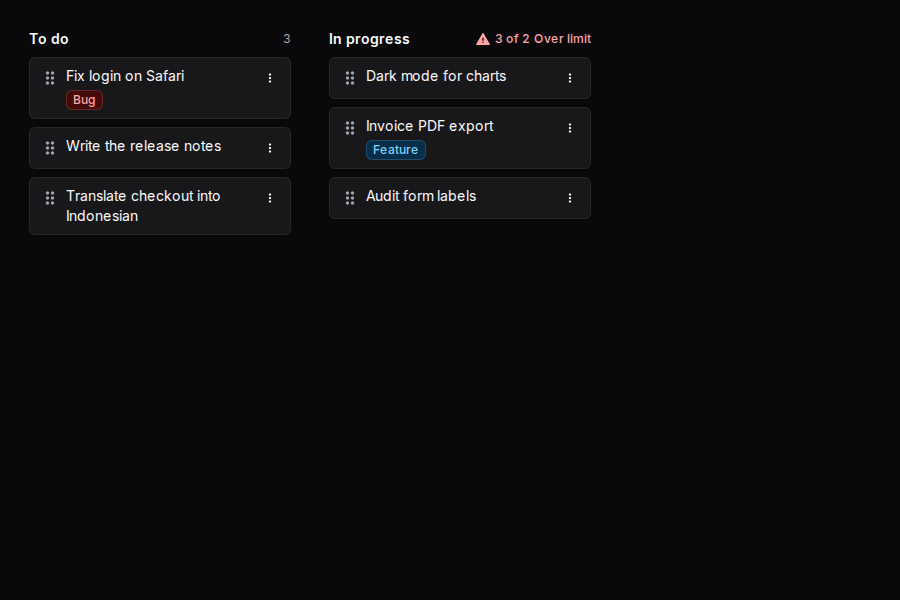 To do
3
Fix login on Safari
Bug
Write the release notes
Translate checkout into
Indonesian
In progress
3 of 2 Over limit
Dark mode for charts
Invoice PDF export
Feature
Audit form labels